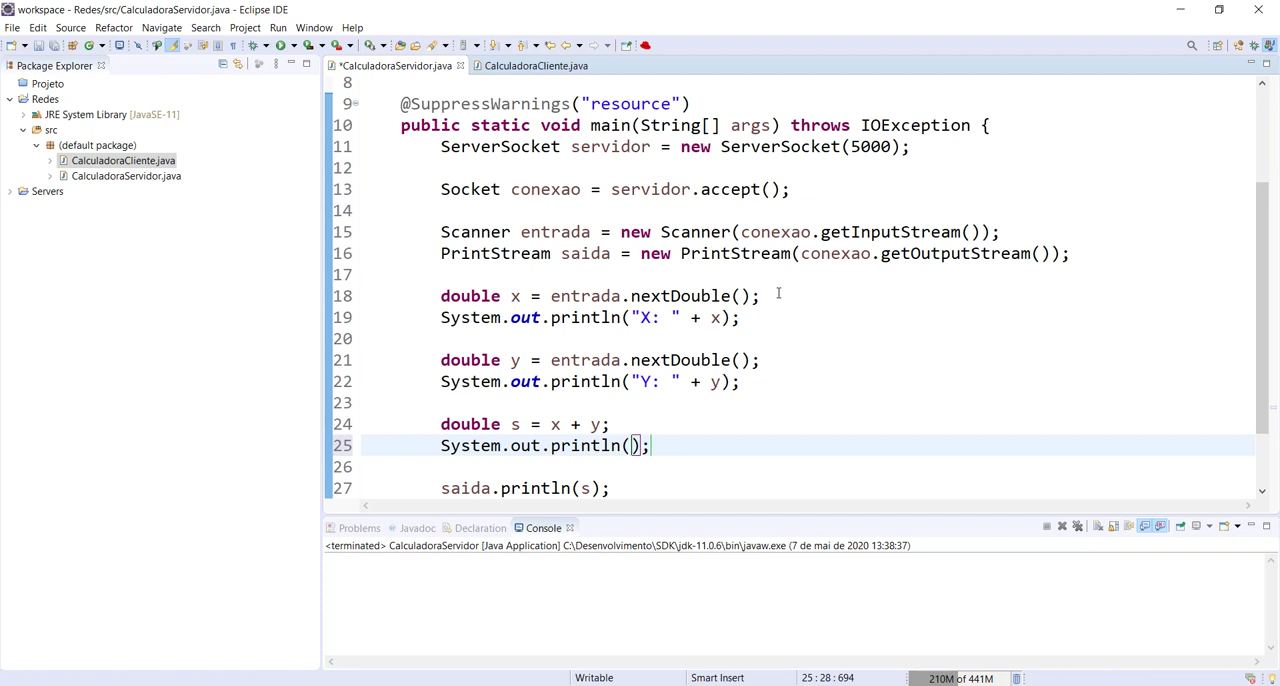 workspace - Redes/src/CalculadoraServidor.java - Eclipse IDE
File Edit Source Refactor Navigate Search Project Run Window Help
Package Explorer
*CalculadoraServidor.java
CalculadoraCliente.java
Projeto
Redes
JRE System Library [JavaSE-11]
src
(default package)
CalculadoraCliente.java
CalculadoraServidor.java
Servers
8
9 @SuppressWarnings("resource")
10 public static void main(String[] args) throws IOException {
11 ServerSocket servidor = new ServerSocket(5000);
12
13 Socket conexao = servidor.accept();
14
15 Scanner entrada = new Scanner(conexao.getInputStream());
16 PrintStream saida = new PrintStream(conexao.getOutputStream());
17
18 double x = entrada.nextDouble();
19 System.out.println("X: " + x);
20
21 double y = entrada.nextDouble();
22 System.out.println("Y: " + y);
23
24 double s = x + y;
25 System.out.println();
26
27 saida.println(s);
Problems Javadoc Declaration Console
<terminated> CalculadoraServidor [Java Application] C:\Desenvolvimento\SDK\jdk-11.0.6\bin\javaw.exe (7 de mai de 2020 13:38:37)
Writable Smart Insert 25 : 28 : 694 210M of 441M